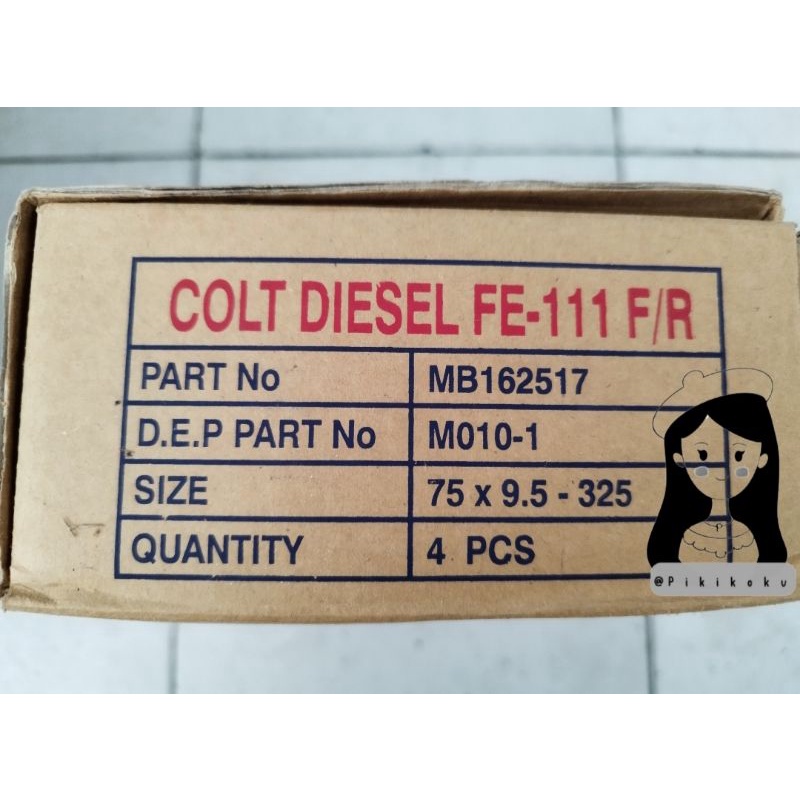 COLT DIESEL FE-111 F/R
PART No MB162517
D.E.P PART No M010-1
SIZE 75 x 9.5 - 325
QUANTITY 4 PCS
@Pikikoku